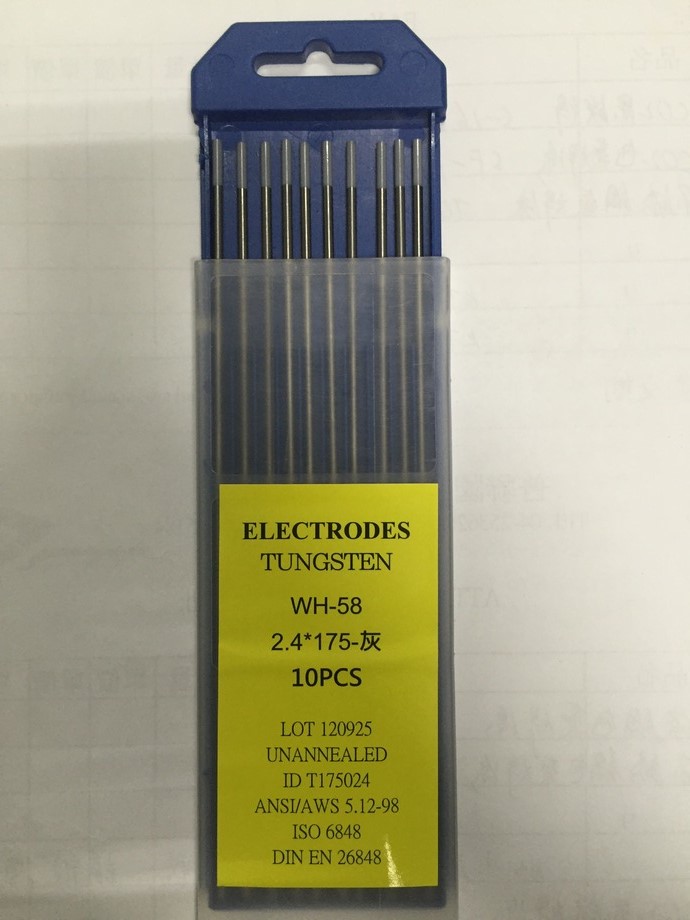 ELECTRODES
TUNGSTEN
WH-58
2.4*175-灰
10PCS
LOT 120925
UNANNEALED
ID T175024
ANSI/AWS 5.12-98
ISO 6848
DIN EN 26848